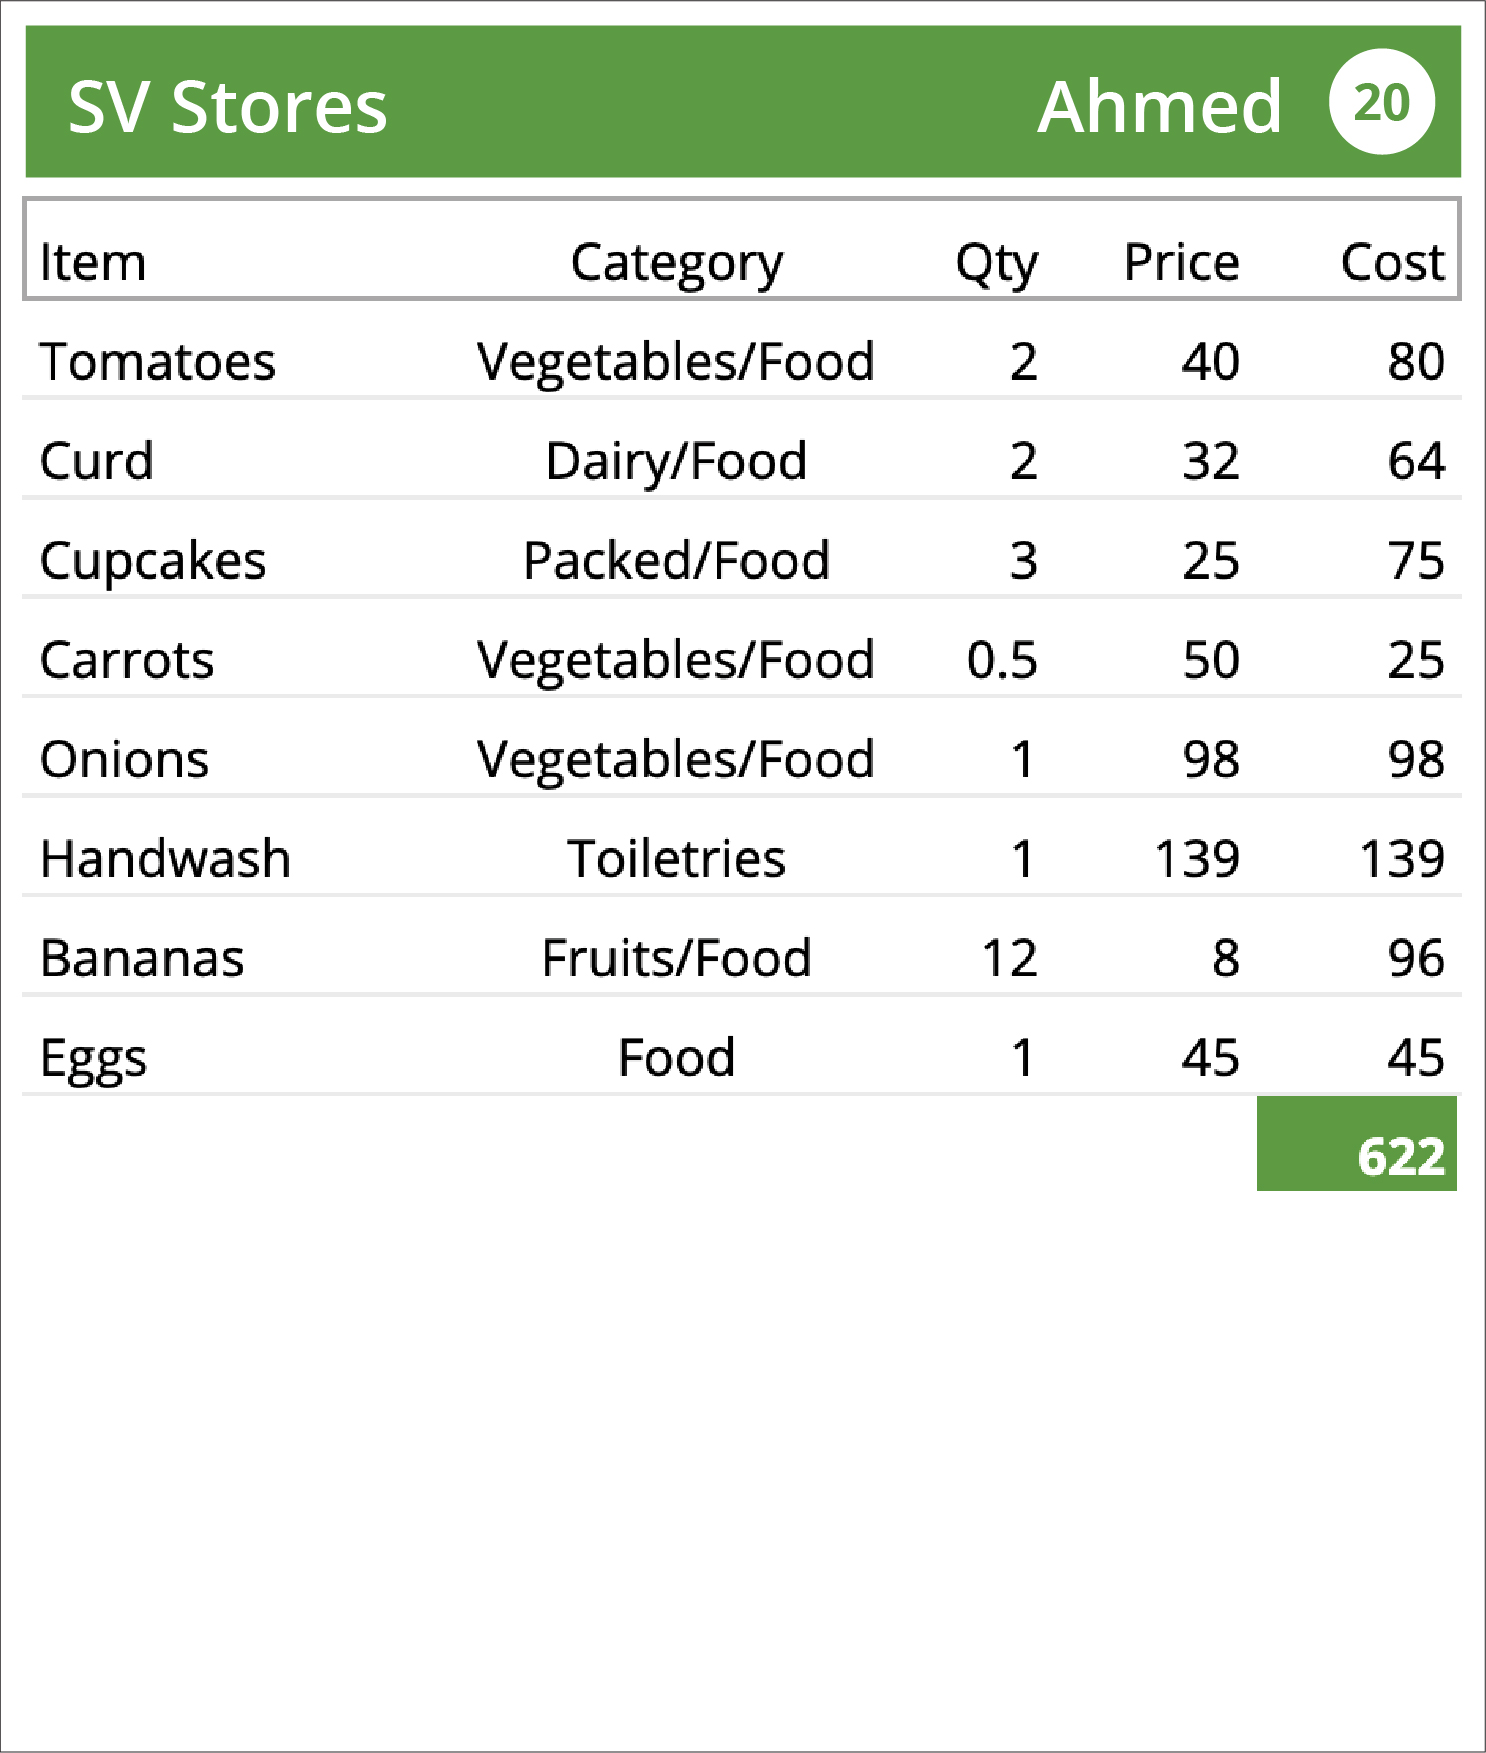 SV Stores Ahmed 20
Item Category Qty Price Cost
Tomatoes Vegetables/Food 2 40 80
Curd Dairy/Food 2 32 64
Cupcakes Packed/Food 3 25 75
Carrots Vegetables/Food 0.5 50 25
Onions Vegetables/Food 1 98 98
Handwash Toiletries 1 139 139
Bananas Fruits/Food 12 8 96
Eggs Food 1 45 45
622